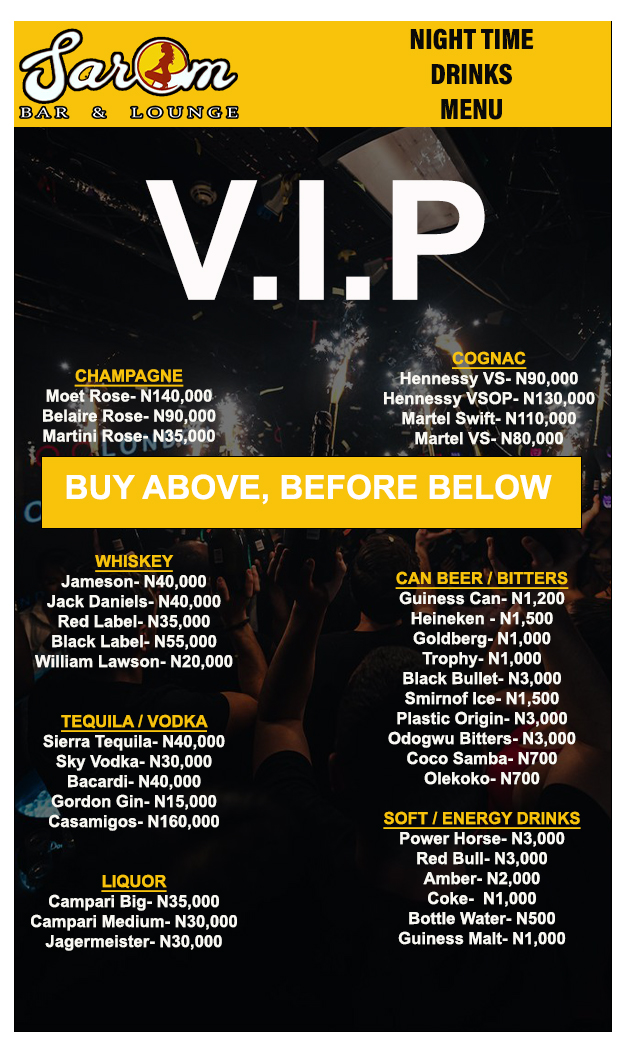 Sarom
BAR & LOUNGE
NIGHT TIME
DRINKS
MENU
V.I.P
CHAMPAGNE
Moet Rose- N140,000
Belaire Rose- N90,000
Martini Rose- N35,000
COGNAC
Hennessy VS- N90,000
Hennessy VSOP- N130,000
Martel Swift- N110,000
Martel VS- N80,000
BUY ABOVE, BEFORE BELOW
WHISKEY
Jameson- N40,000
Jack Daniels- N40,000
Red Label- N35,000
Black Label- N55,000
William Lawson- N20,000
TEQUILA / VODKA
Sierra Tequila- N40,000
Sky Vodka- N30,000
Bacardi- N40,000
Gordon Gin- N15,000
Casamigos- N160,000
LIQUOR
Campari Big- N35,000
Campari Medium- N30,000
Jagermeister- N30,000
CAN BEER / BITTERS
Guiness Can- N1,200
Heineken - N1,500
Goldberg- N1,000
Trophy- N1,000
Black Bullet- N3,000
Smirnof Ice- N1,500
Plastic Origin- N3,000
Odogwu Bitters- N3,000
Coco Samba- N700
Olekoko- N700
SOFT / ENERGY DRINKS
Power Horse- N3,000
Red Bull- N3,000
Amber- N2,000
Coke-  N1,000
Bottle Water- N500
Guiness Malt- N1,000